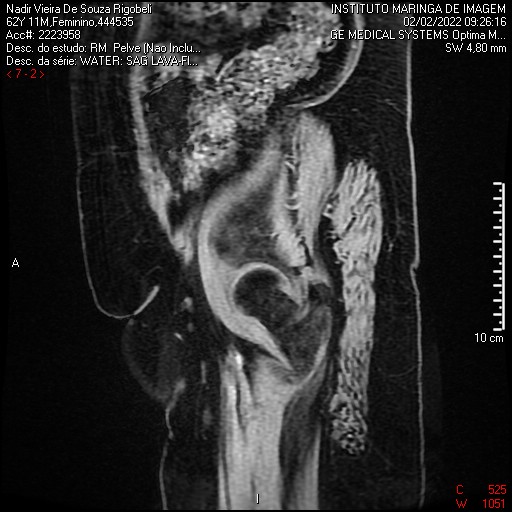 Nadir Vieira De Souza Rigobeli
62Y 11M,Feminino,444535
Acc#: 2223958
Desc. do estudo: RM  Pelve (Nao Inclu...
Desc. da série: WATER: SAG LAVA-Fl...
< 7 - 2 >
INSTITUTO MARINGA DE IMAGEM
02/02/2022 09:26:16
GE MEDICAL SYSTEMS Optima M...
SW 4,80 mm
A
10 cm
I
C 525
W 1051